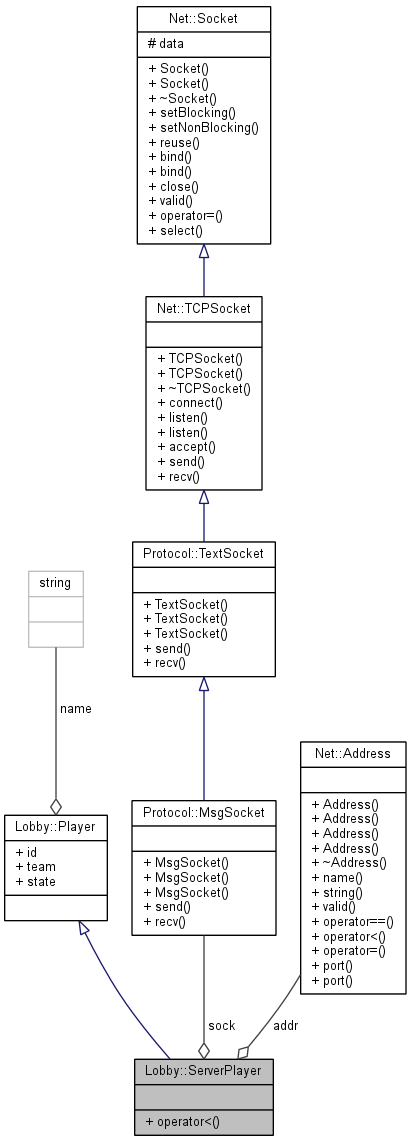 Net::Socket
# data
+ Socket()
+ Socket()
+ ~Socket()
+ setBlocking()
+ setNonBlocking()
+ reuse()
+ bind()
+ bind()
+ close()
+ valid()
+ operator=()
+ select()
Net::TCPSocket
+ TCPSocket()
+ TCPSocket()
+ ~TCPSocket()
+ connect()
+ listen()
+ listen()
+ accept()
+ send()
+ recv()
Protocol::TextSocket
+ TextSocket()
+ TextSocket()
+ TextSocket()
+ send()
+ recv()
string
name
Lobby::Player
+ id
+ team
+ state
Protocol::MsgSocket
+ MsgSocket()
+ MsgSocket()
+ MsgSocket()
+ send()
+ recv()
Net::Address
+ Address()
+ Address()
+ Address()
+ Address()
+ ~Address()
+ name()
+ string()
+ valid()
+ operator==()
+ operator<()
+ operator=()
+ port()
+ port()
sock
addr
Lobby::ServerPlayer
+ operator<()